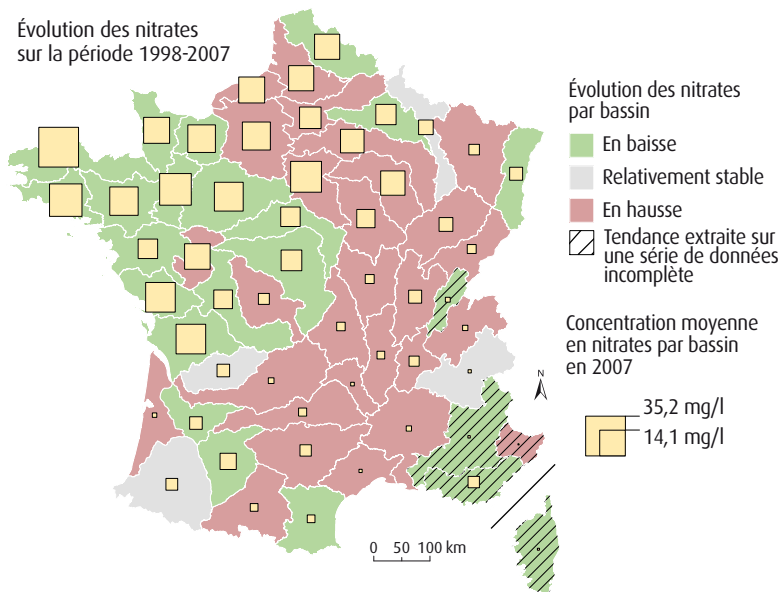 Évolution des nitrates
sur la période 1998-2007
Évolution des nitrates
par bassin
En baisse
Relativement stable
En hausse
Tendance extraite sur
une série de données
incomplète
Concentration moyenne
en nitrates par bassin
en 2007
35,2 mg/l
14,1 mg/l
N
0 50 100 km